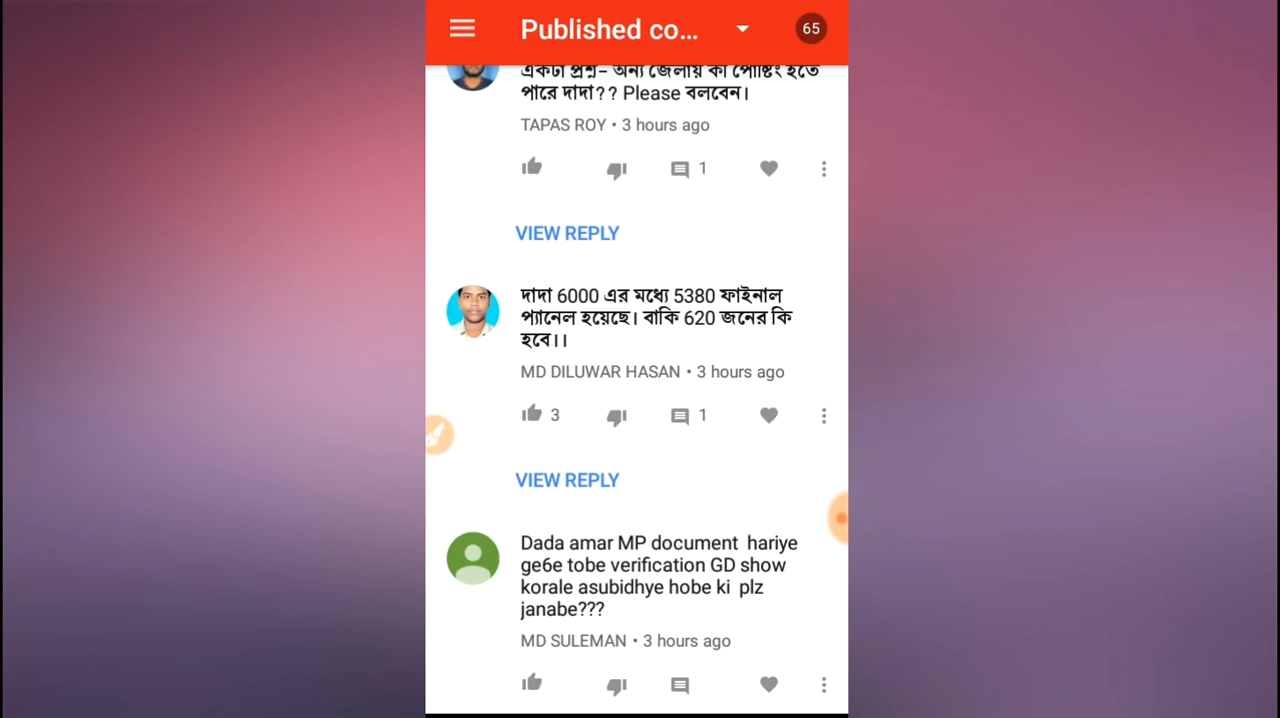 Published co...
65
একটা প্রশ্ন- অন্য জেলায় কী পোস্টিং হতে
পারে দাদা?? Please বলবেন।
TAPAS ROY • 3 hours ago
1
VIEW REPLY
দাদা 6000 এর মধ্যে 5380 ফাইনাল
প্যানেল হয়েছে। বাকি 620 জনের কি
হবে।।
MD DILUWAR HASAN • 3 hours ago
3 1
VIEW REPLY
Dada amar MP document hariye
ge6e tobe verification GD show
korale asubidhye hobe ki plz
janabe???
MD SULEMAN • 3 hours ago